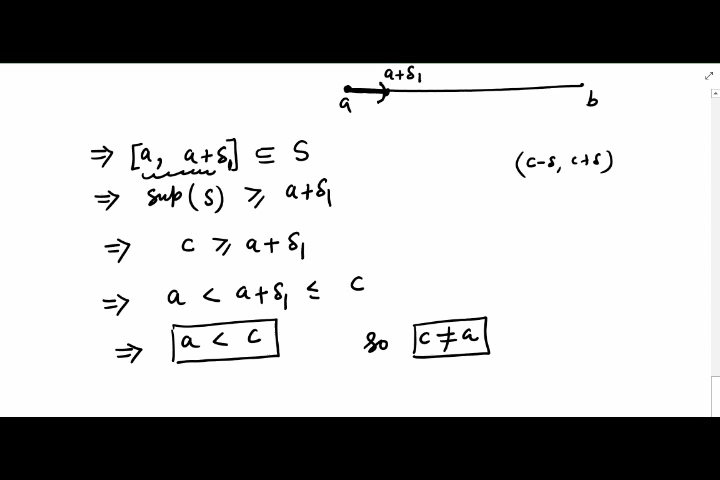 a+δ₁
a b
⇒ [a, a+δ₁] ⊆ S
(c-δ, c+δ)
⇒ sup(S) ⩾ a+δ₁
⇒ c ⩾ a+δ₁
⇒ a < a+δ₁ ≤ c
⇒ a < c so c ≠ a